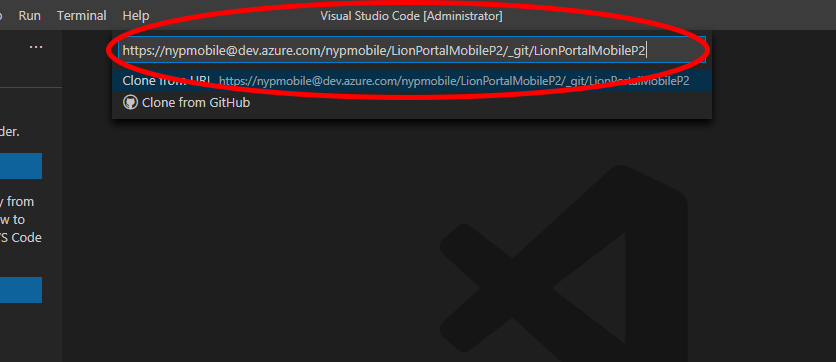 Run Terminal Help Visual Studio Code [Administrator]
https://nypmobile@dev.azure.com/nypmobile/LionPortalMobileP2/_git/LionPortalMobileP2
Clone from URL https://nypmobile@dev.azure.com/nypmobile/LionPortalMobileP2/_git/LionPortalMobileP2
Clone from GitHub
der.
y from
w to
'S Code